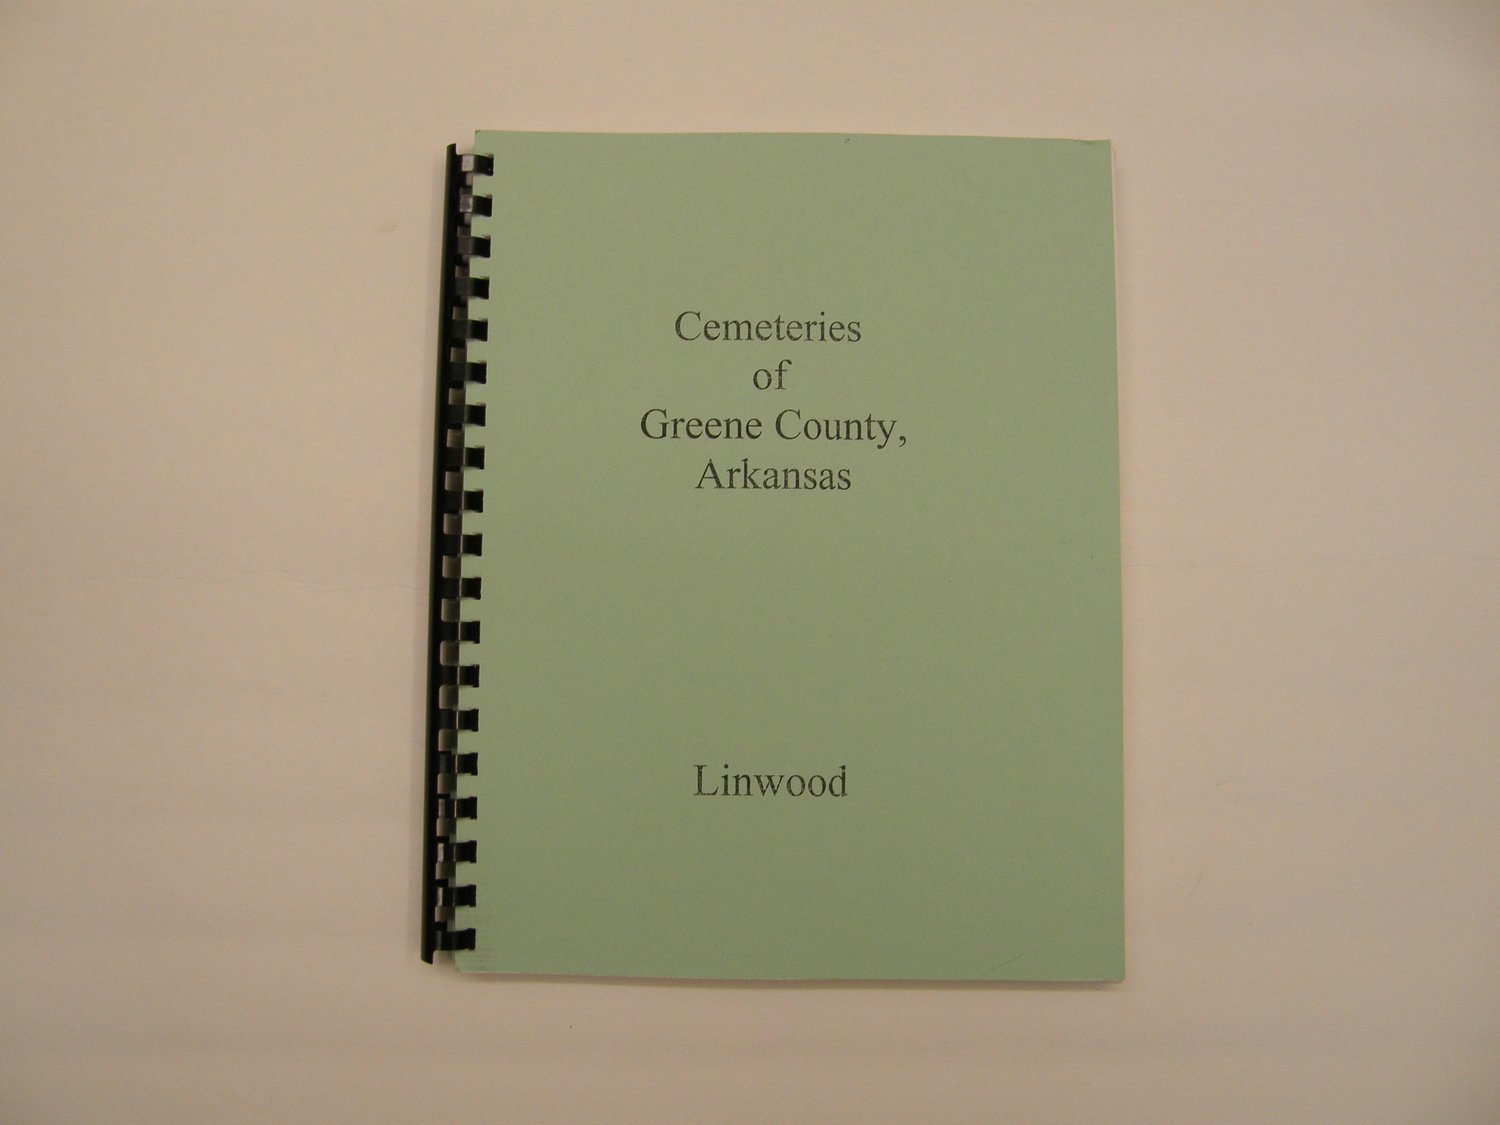 Cemeteries
of
Greene County,
Arkansas
Linwood